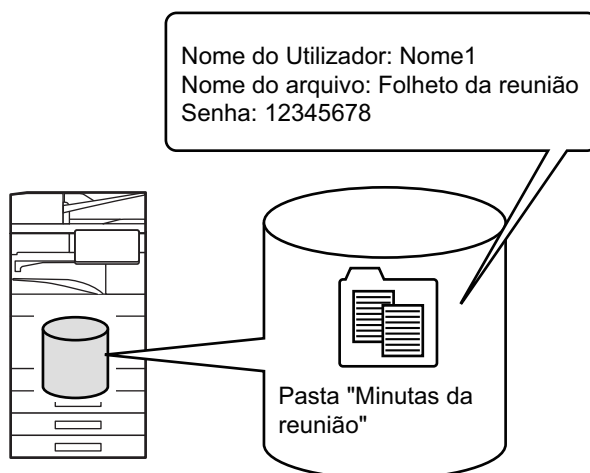 Nome do Utilizador: Nome1
Nome do arquivo: Folheto da reunião
Senha: 12345678
Pasta "Minutas da
reunião"